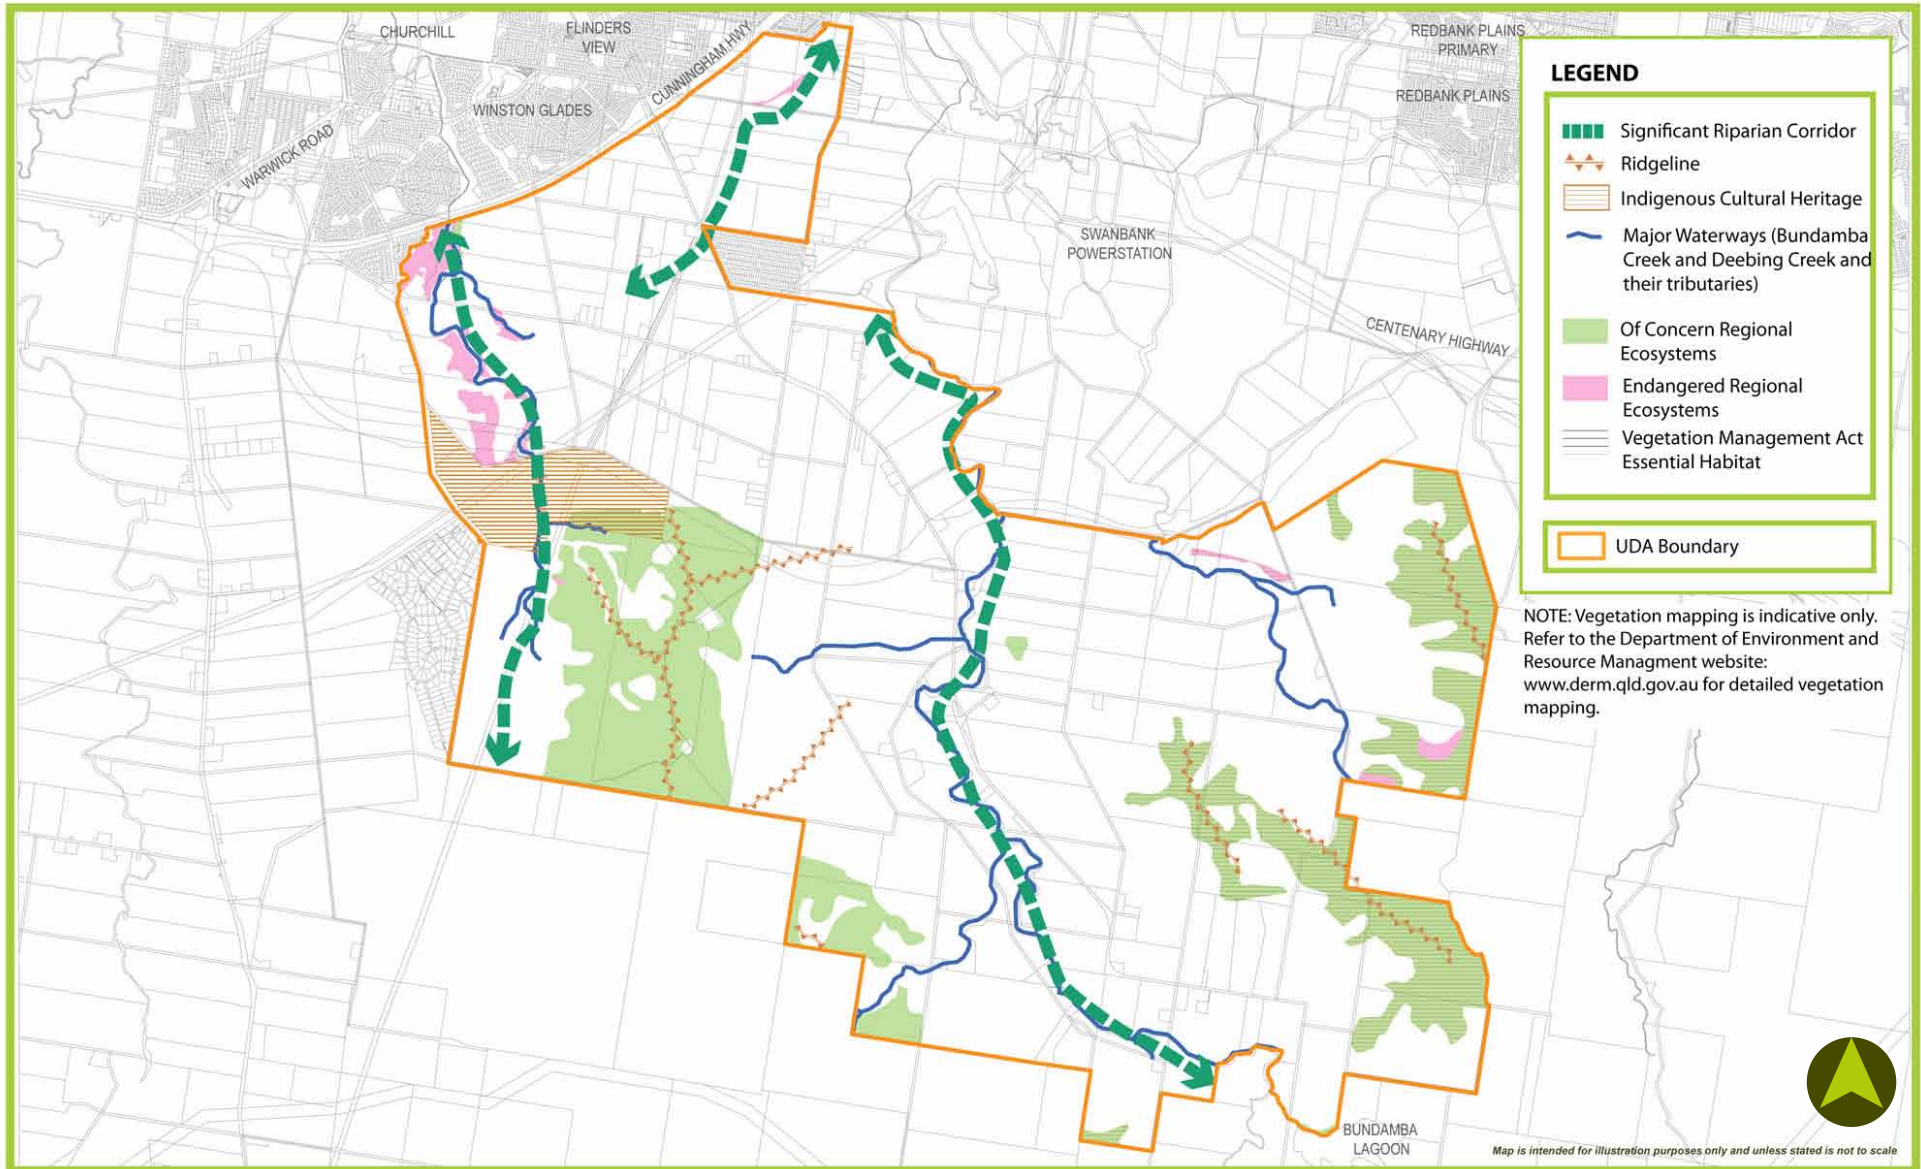 CHURCHILL
FLINDERS
VIEW
CUNNINGHAM HWY
WINSTON GLADES
WARWICK ROAD
REDBANK PLAINS
PRIMARY
REDBANK PLAINS
SWANBANK
POWERSTATION
CENTENARY HIGHWAY
BUNDAMBA
LAGOON
LEGEND
Significant Riparian Corridor
Ridgeline
Indigenous Cultural Heritage
Major Waterways (Bundamba
Creek and Deebing Creek and
their tributaries)
Of Concern Regional
Ecosystems
Endangered Regional
Ecosystems
Vegetation Management Act
Essential Habitat
UDA Boundary
NOTE: Vegetation mapping is indicative only.
Refer to the Department of Environment and
Resource Managment website:
www.derm.qld.gov.au for detailed vegetation
mapping.
Map is intended for illustration purposes only and unless stated is not to scale